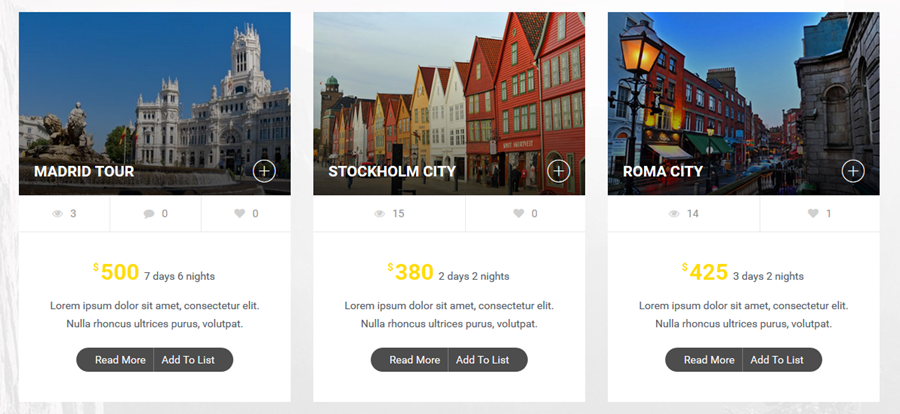 MADRID TOUR
3
0
0
$500 7 days 6 nights
Lorem ipsum dolor sit amet, consectetur elit.
Nulla rhoncus ultrices purus, volutpat.
Read More Add To List
STOCKHOLM CITY
15
0
$380 2 days 2 nights
Lorem ipsum dolor sit amet, consectetur elit.
Nulla rhoncus ultrices purus, volutpat.
Read More Add To List
ROMA CITY
14
1
$425 3 days 2 nights
Lorem ipsum dolor sit amet, consectetur elit.
Nulla rhoncus ultrices purus, volutpat.
Read More Add To List